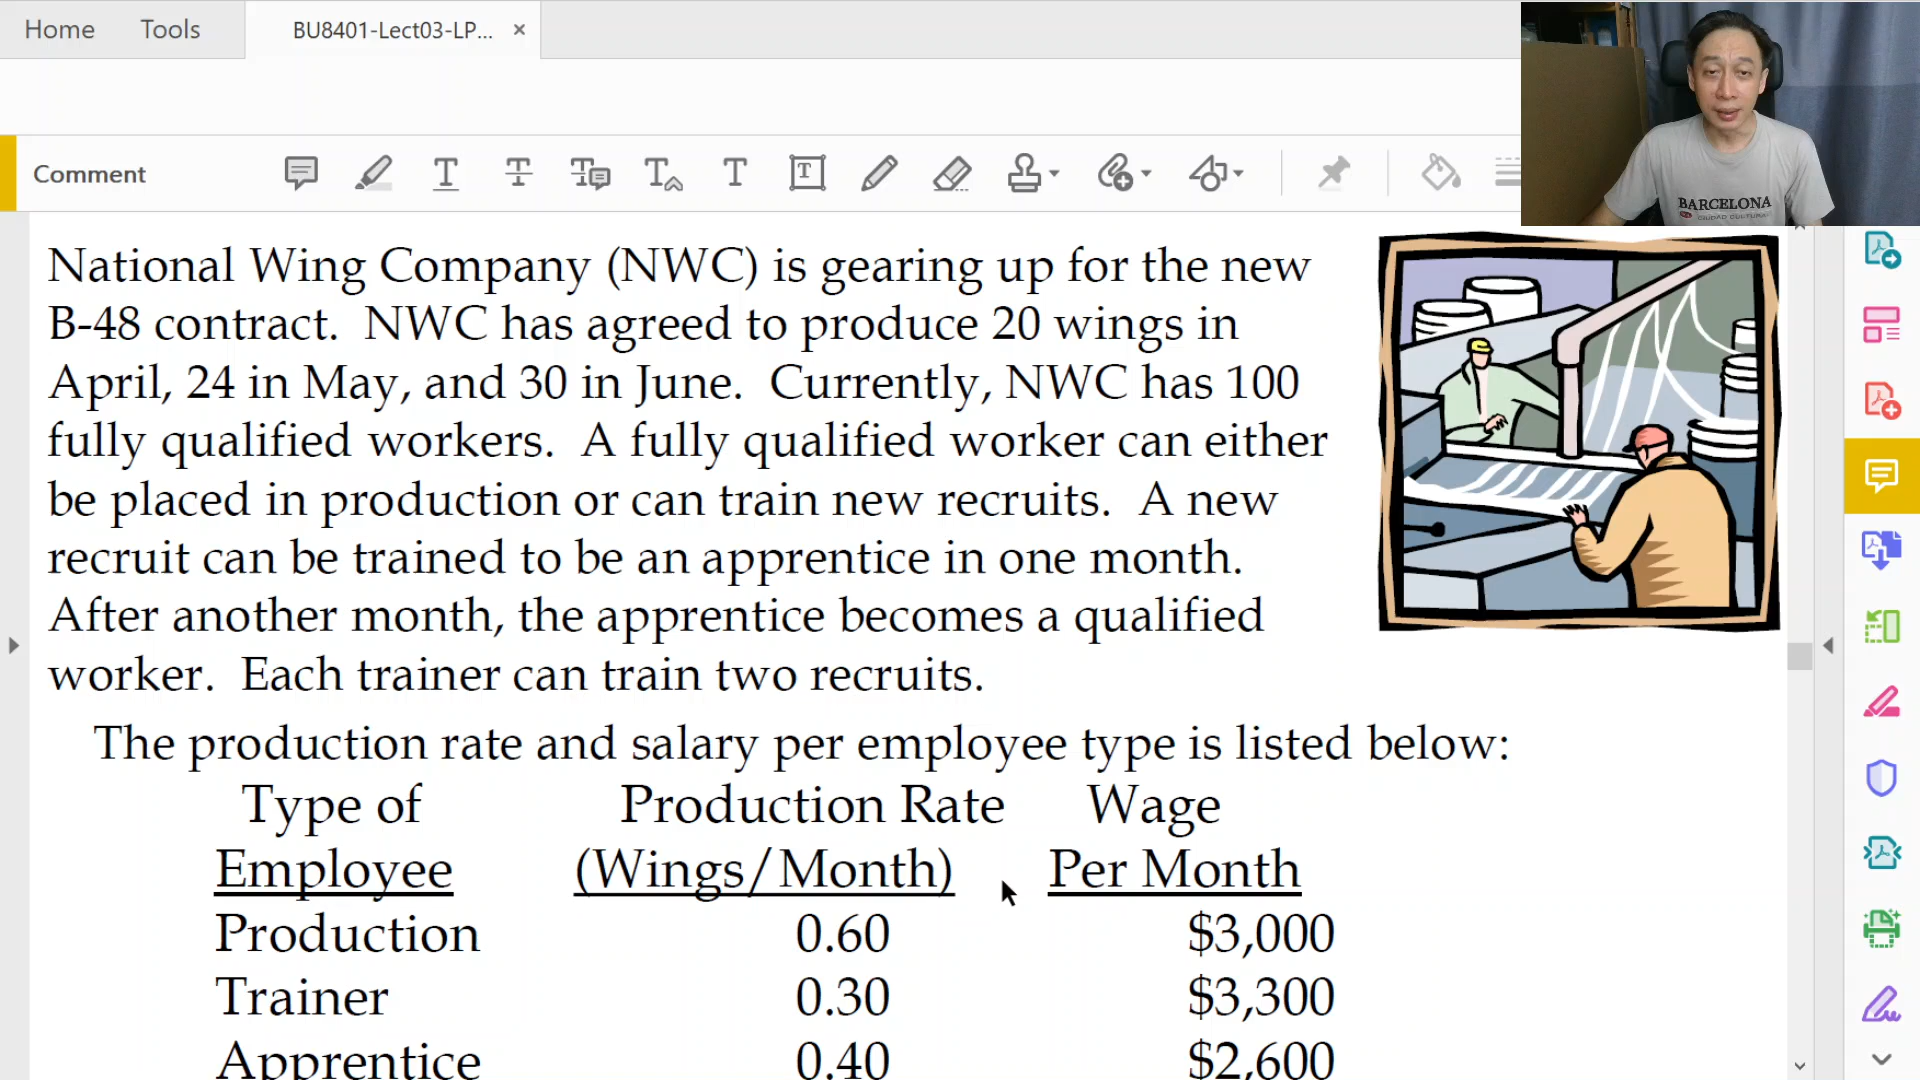 Home Tools BU8401-Lect03-LP... ×
Comment
BARCELONA
CIUDAD CULTURAL
National Wing Company (NWC) is gearing up for the new
B-48 contract. NWC has agreed to produce 20 wings in
April, 24 in May, and 30 in June. Currently, NWC has 100
fully qualified workers. A fully qualified worker can either
be placed in production or can train new recruits. A new
recruit can be trained to be an apprentice in one month.
After another month, the apprentice becomes a qualified
worker. Each trainer can train two recruits.
The production rate and salary per employee type is listed below:
Type of Production Rate Wage
Employee (Wings/Month) Per Month
Production 0.60 $3,000
Trainer 0.30 $3,300
Apprentice 0.40 $2,600